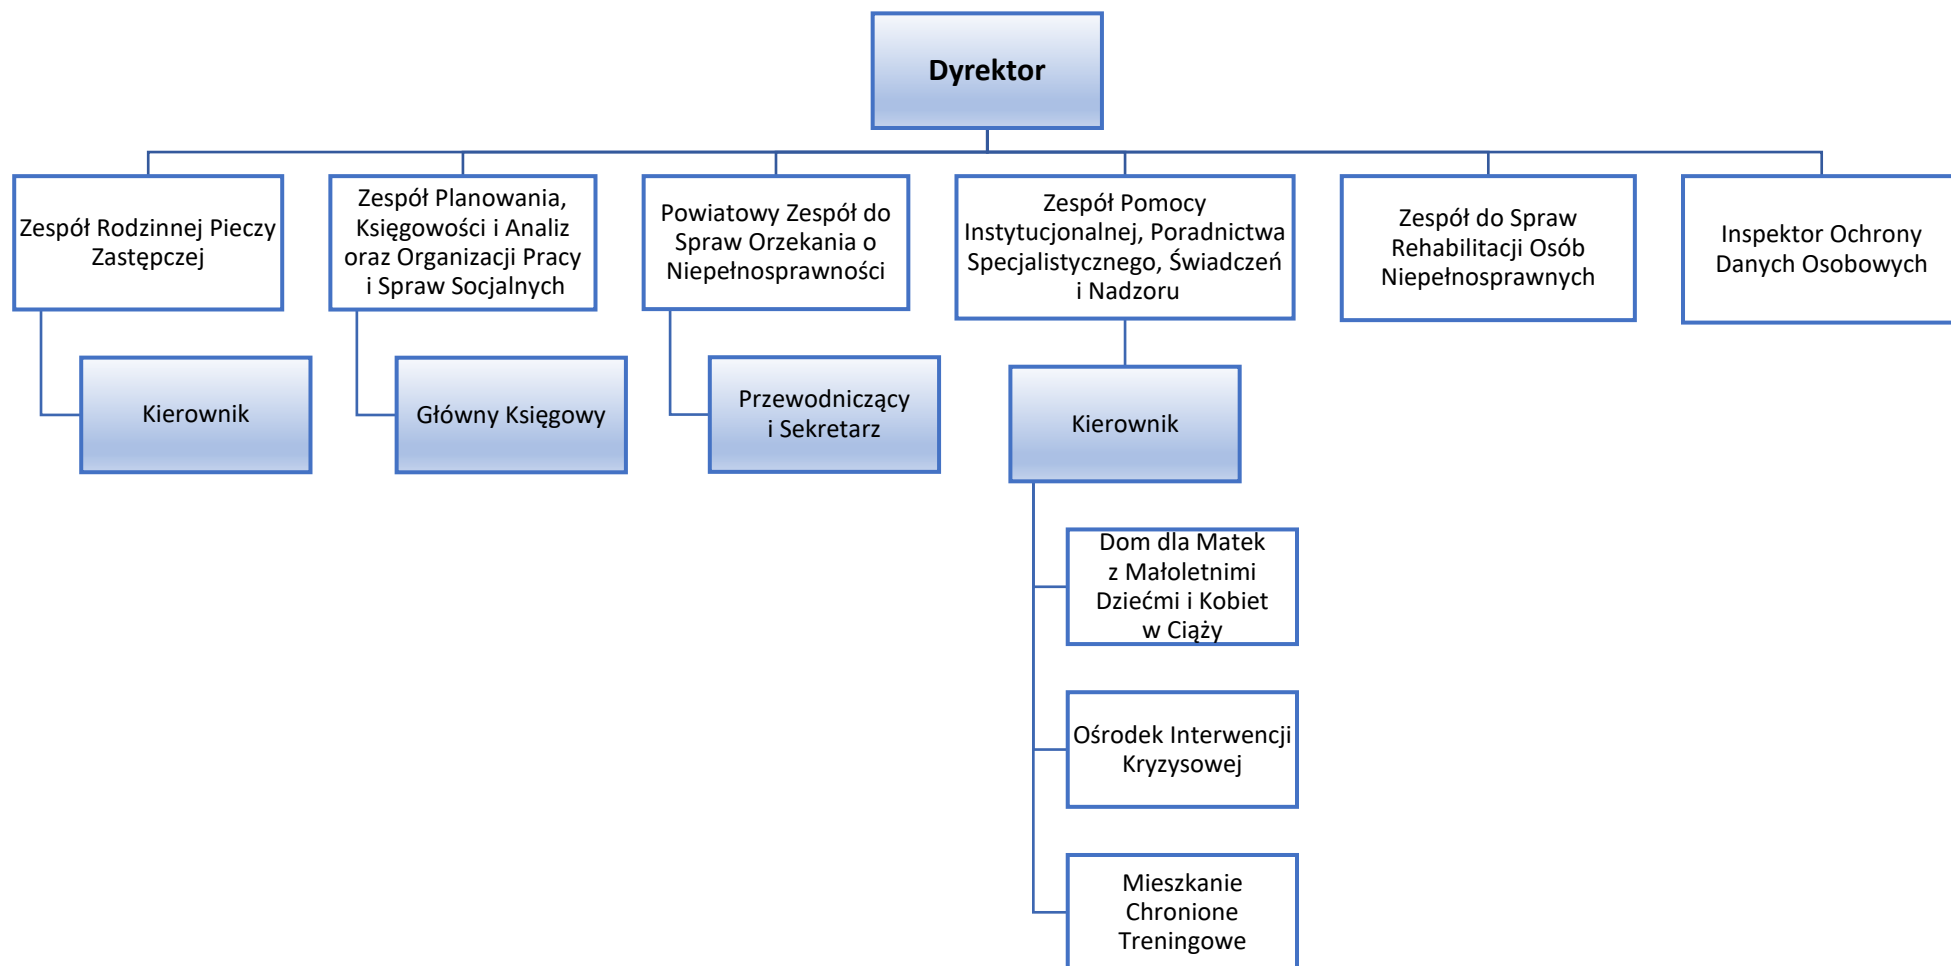 Dyrektor
Zespół Rodzinnej Pieczy
Zastępczej
Zespół Planowania,
Księgowości i Analiz
oraz Organizacji Pracy
i Spraw Socjalnych
Powiatowy Zespół do
Spraw Orzekania o
Niepełnosprawności
Zespół Pomocy
Instytucjonalnej, Poradnictwa
Specjalistycznego, Świadczeń
i Nadzoru
Zespół do Spraw
Rehabilitacji Osób
Niepełnosprawnych
Inspektor Ochrony
Danych Osobowych
Kierownik
Główny Księgowy
Przewodniczący
i Sekretarz
Kierownik
Dom dla Matek
z Małoletnimi
Dziećmi i Kobiet
w Ciąży
Ośrodek Interwencji
Kryzysowej
Mieszkanie
Chronione
Treningowe